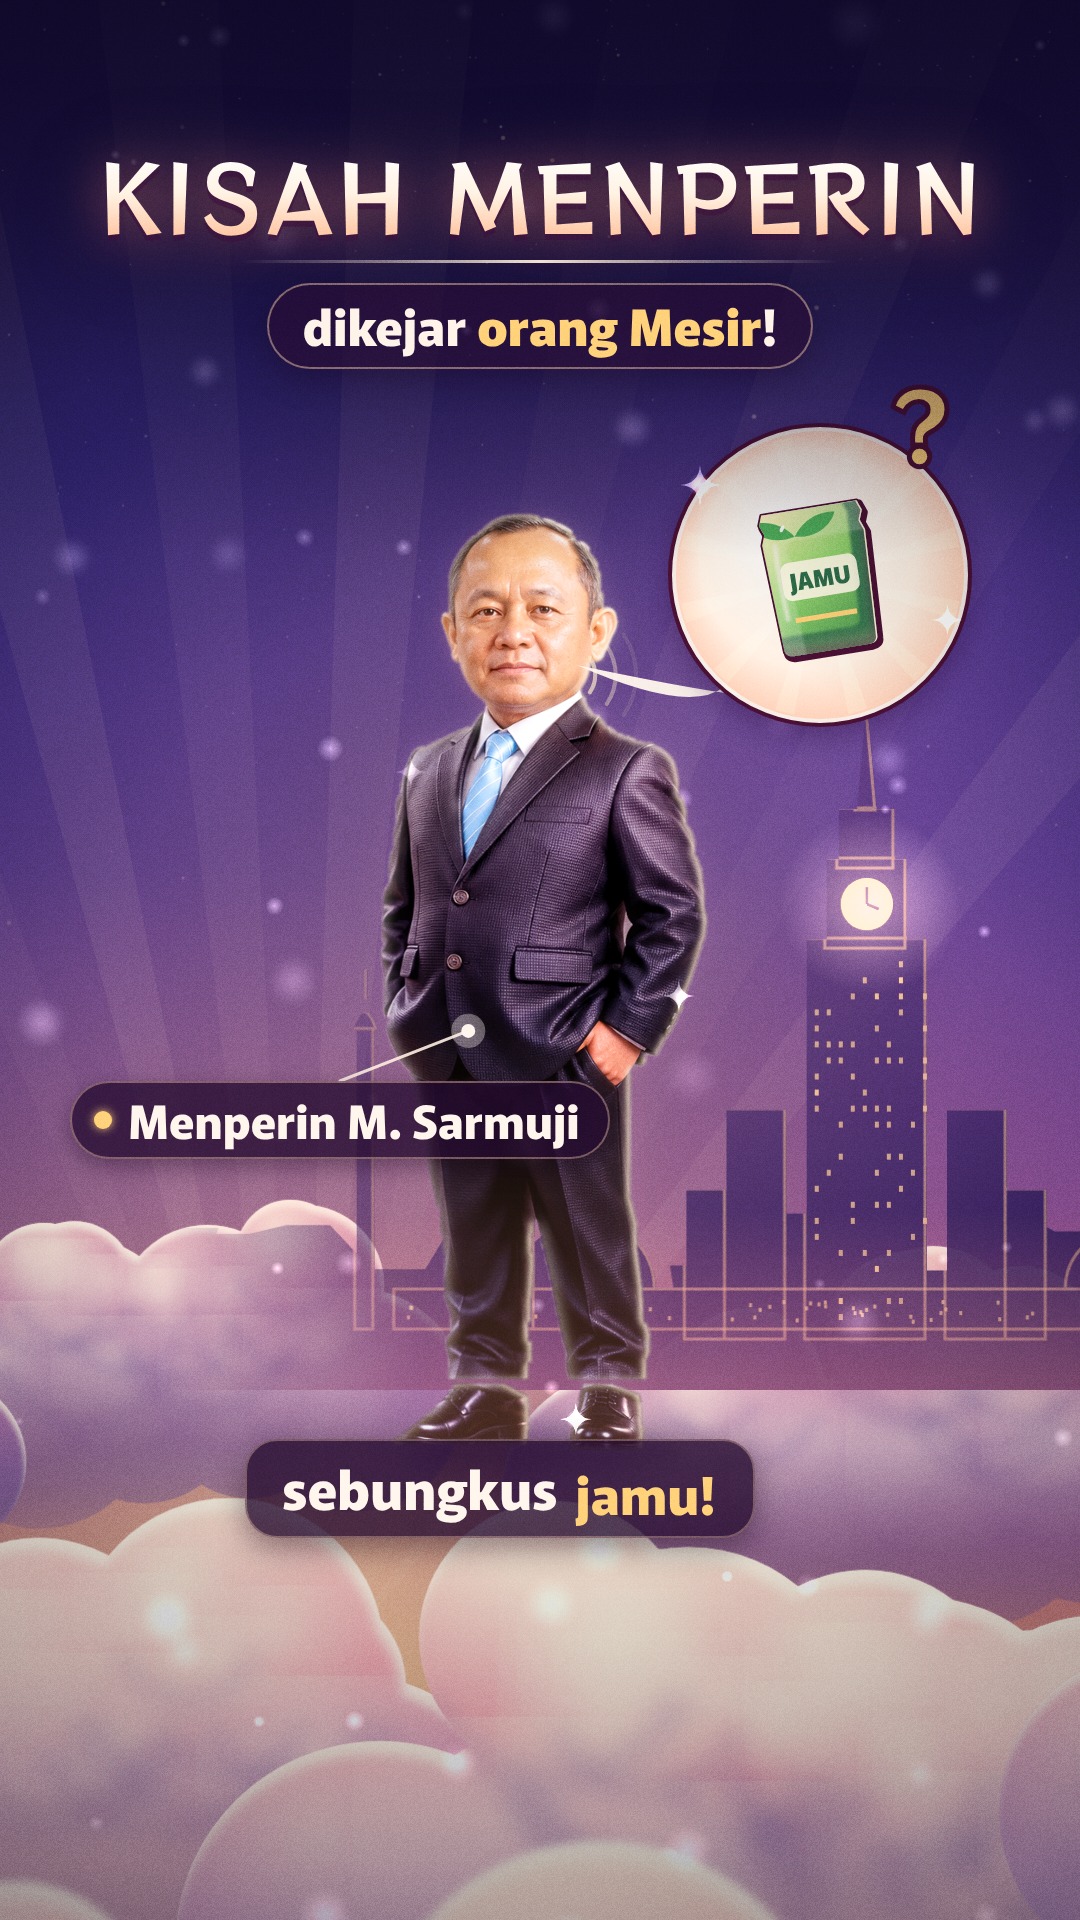 KISAH MENPERIN
dikejar orang Mesir!
?
JAMU
Menperin M. Sarmuji
sebungkus jamu!